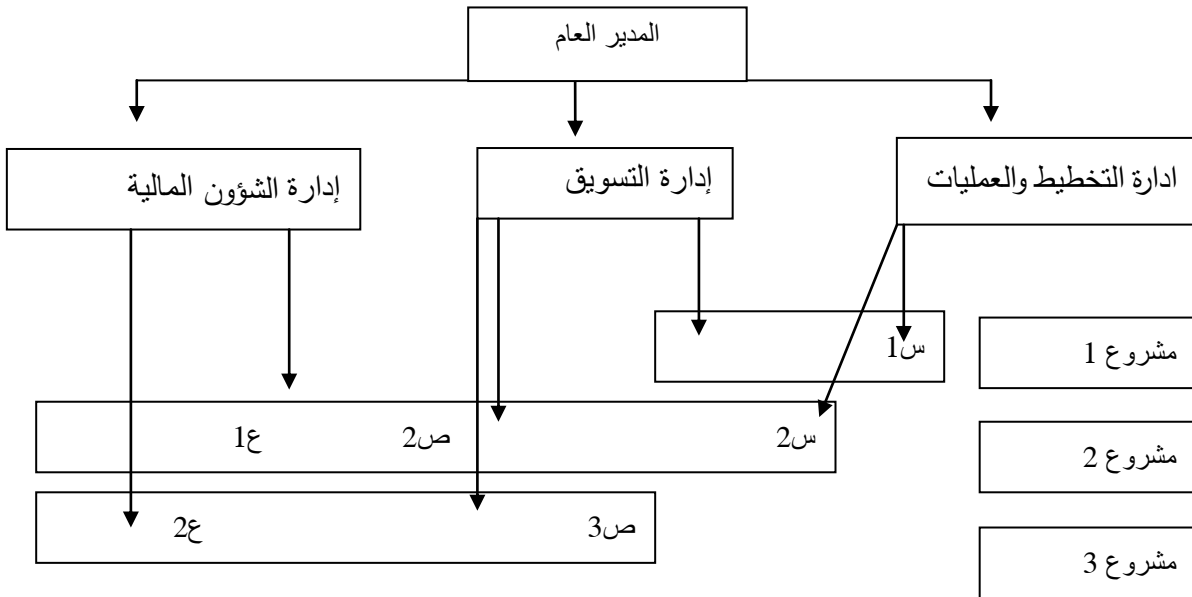 المدير العام
ادارة التخطيط والعمليات
إدارة التسويق
إدارة الشؤون المالية
مشروع 1
س1
مشروع 2
س2 ص2 ع1
مشروع 3
ص3 ع2